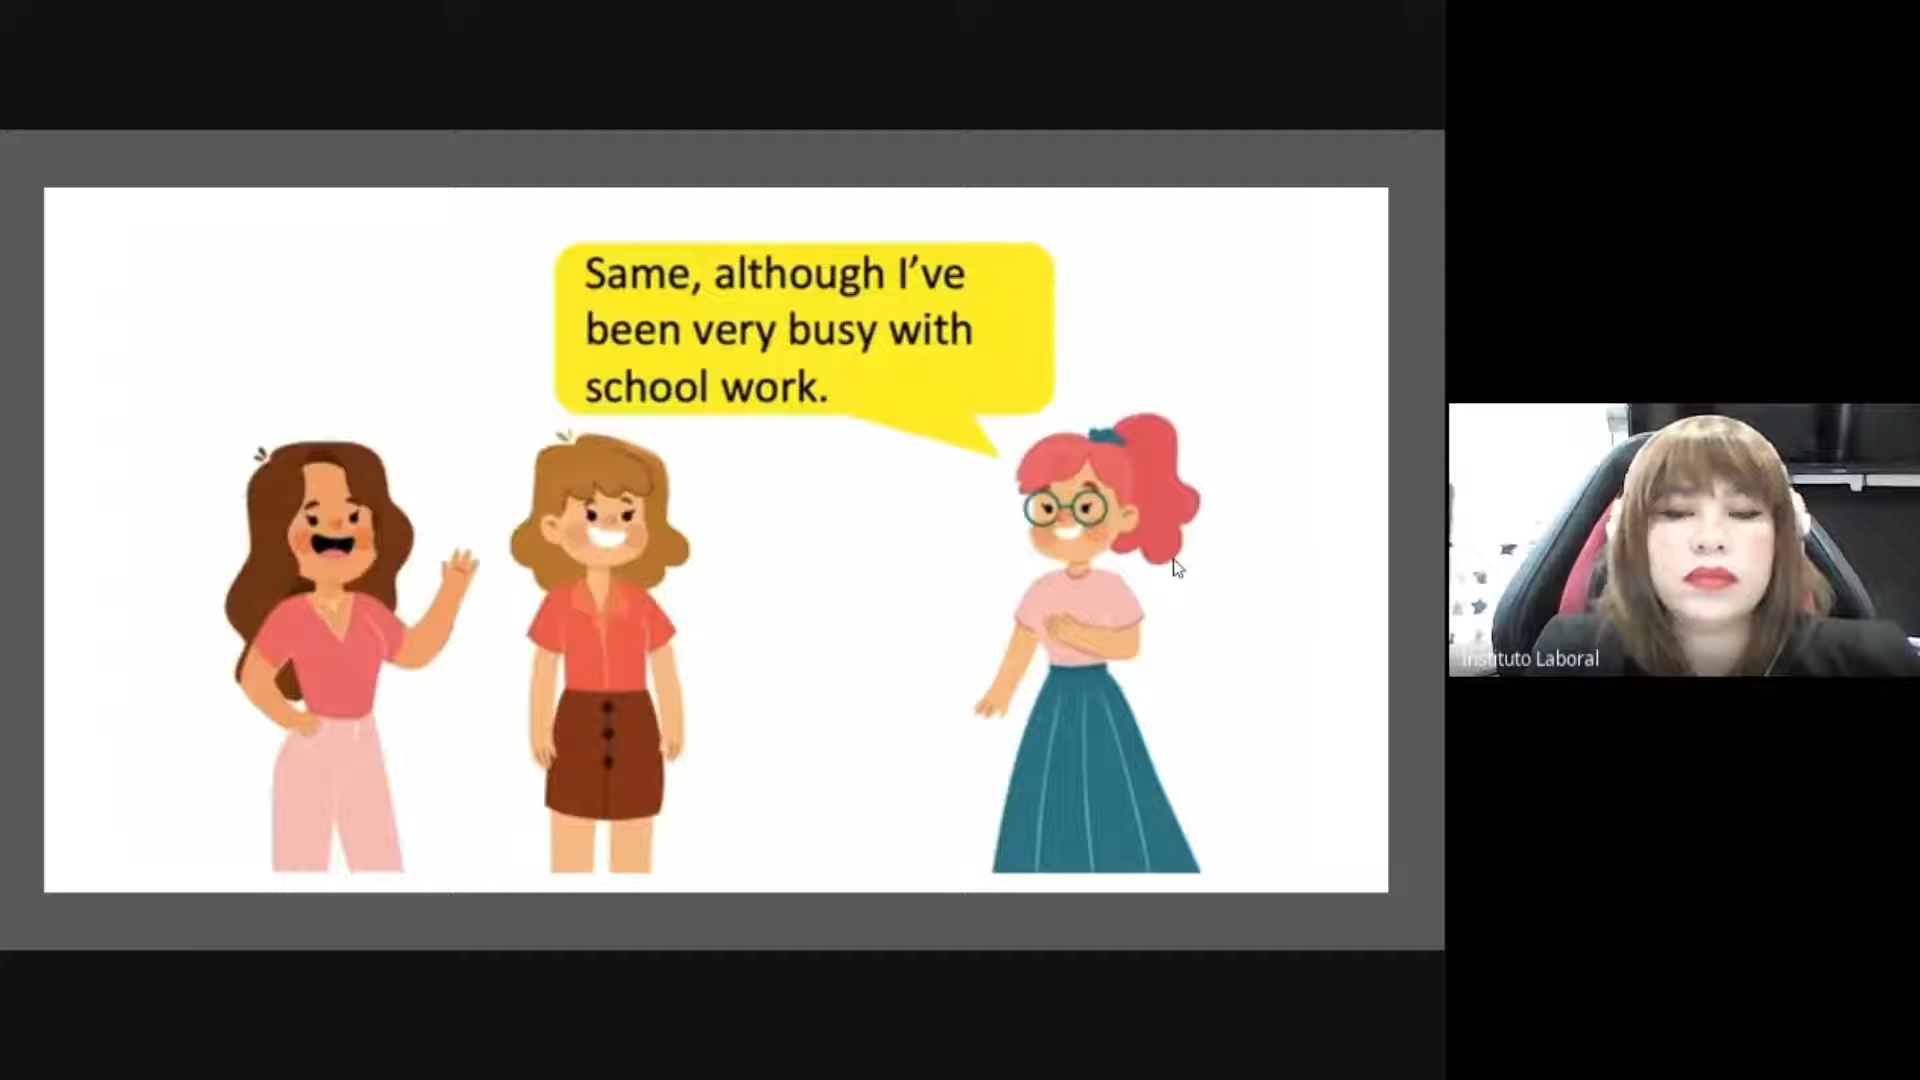 Same, although I've
been very busy with
school work.
Instituto Laboral